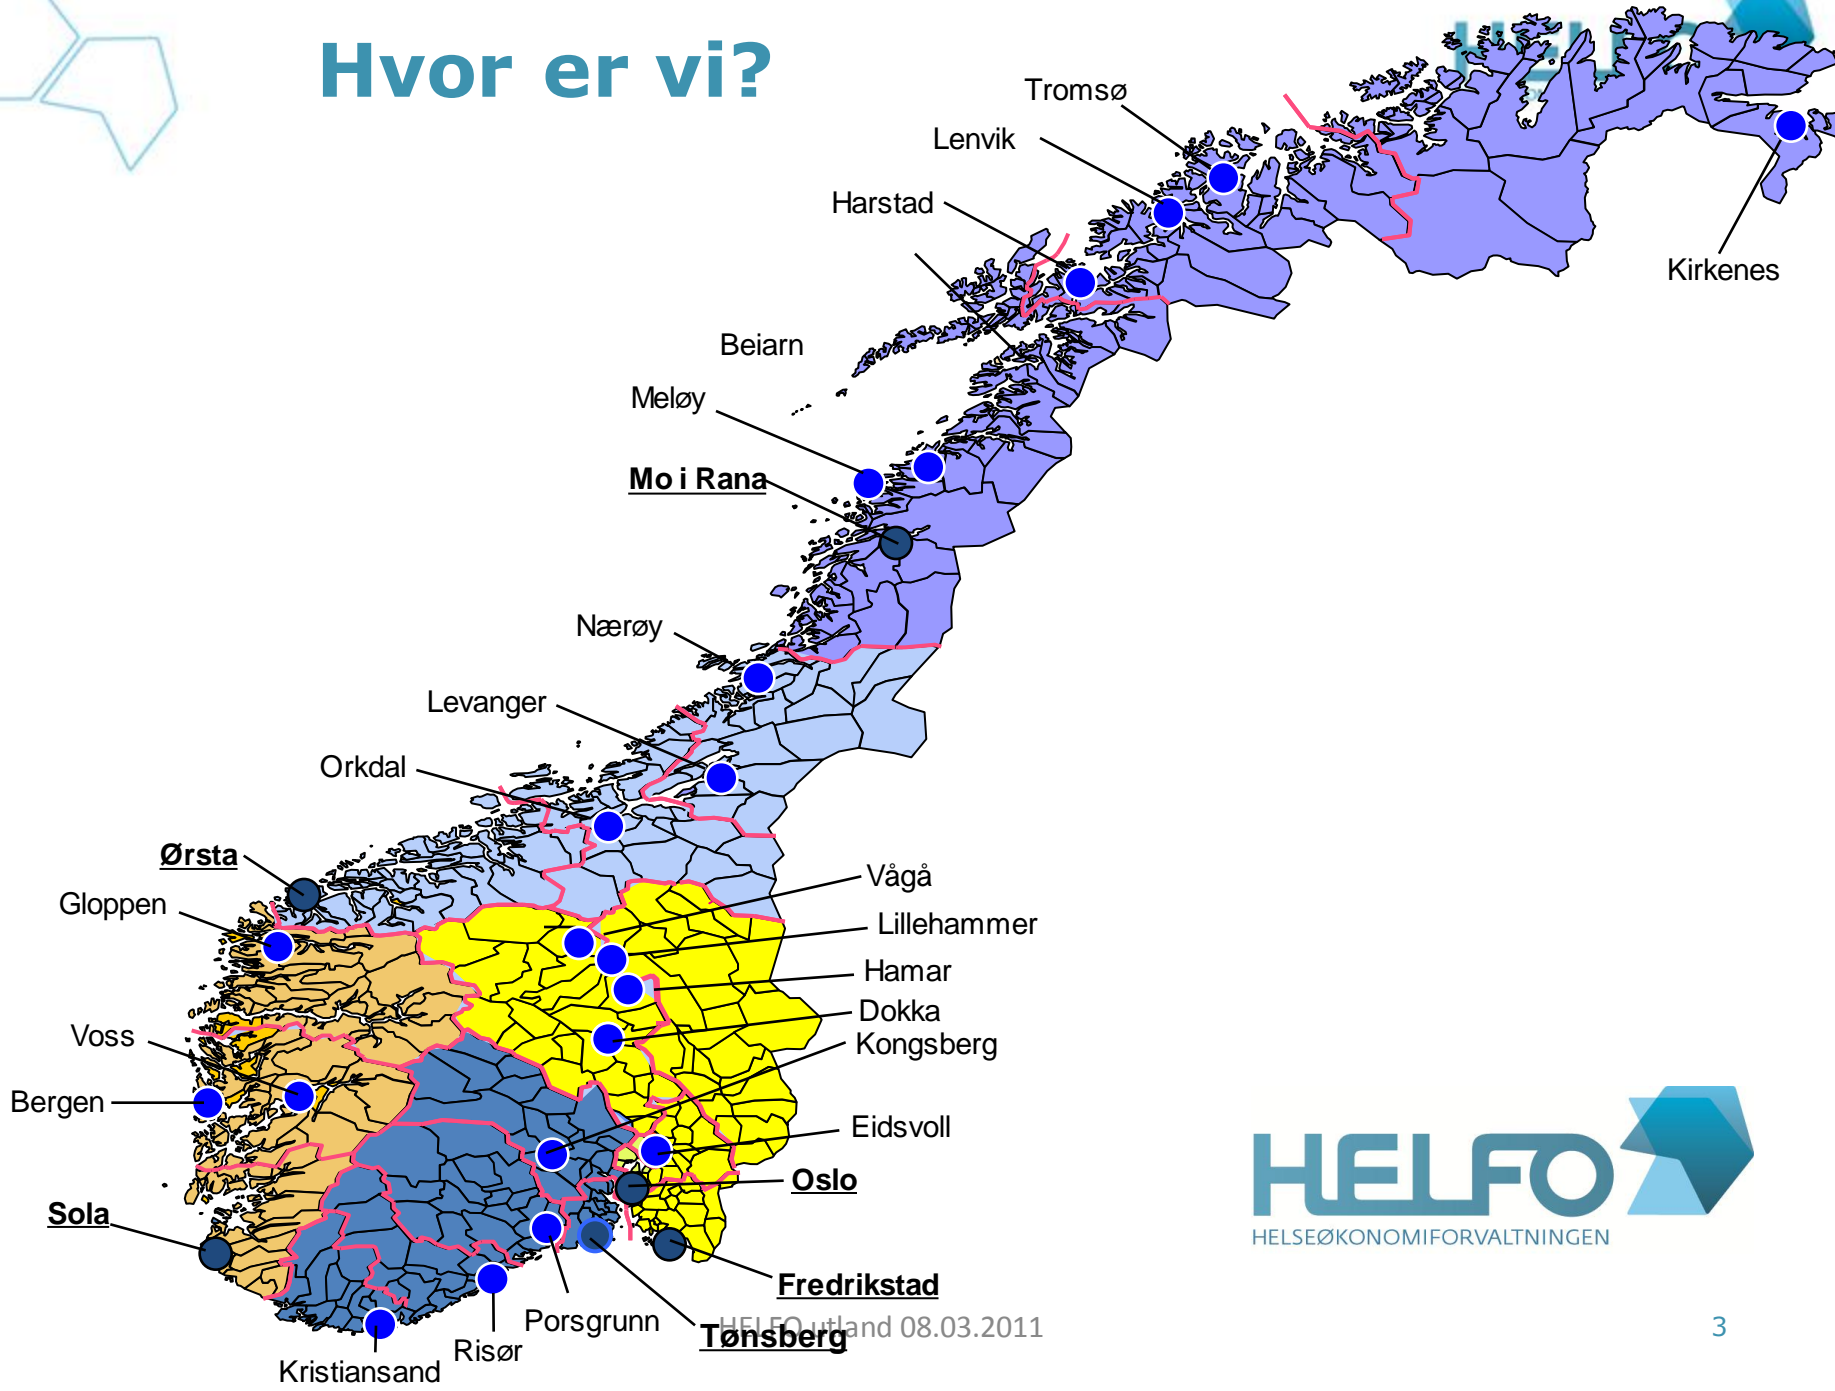 Hvor er vi?
Tromsø
Lenvik
Harstad
Kirkenes
Beiarn
Meløy
Mo i Rana
Nærøy
Levanger
Orkdal
Ørsta
Vågå
Gloppen
Lillehammer
Hamar
Dokka
Voss
Kongsberg
Bergen
Eidsvoll
Oslo
Sola
HELFO
HELSEØKONOMIFORVALTNINGEN
Fredrikstad
Porsgrunn
HELFO utland 08.03.2011
Tønsberg
3
Risør
Kristiansand